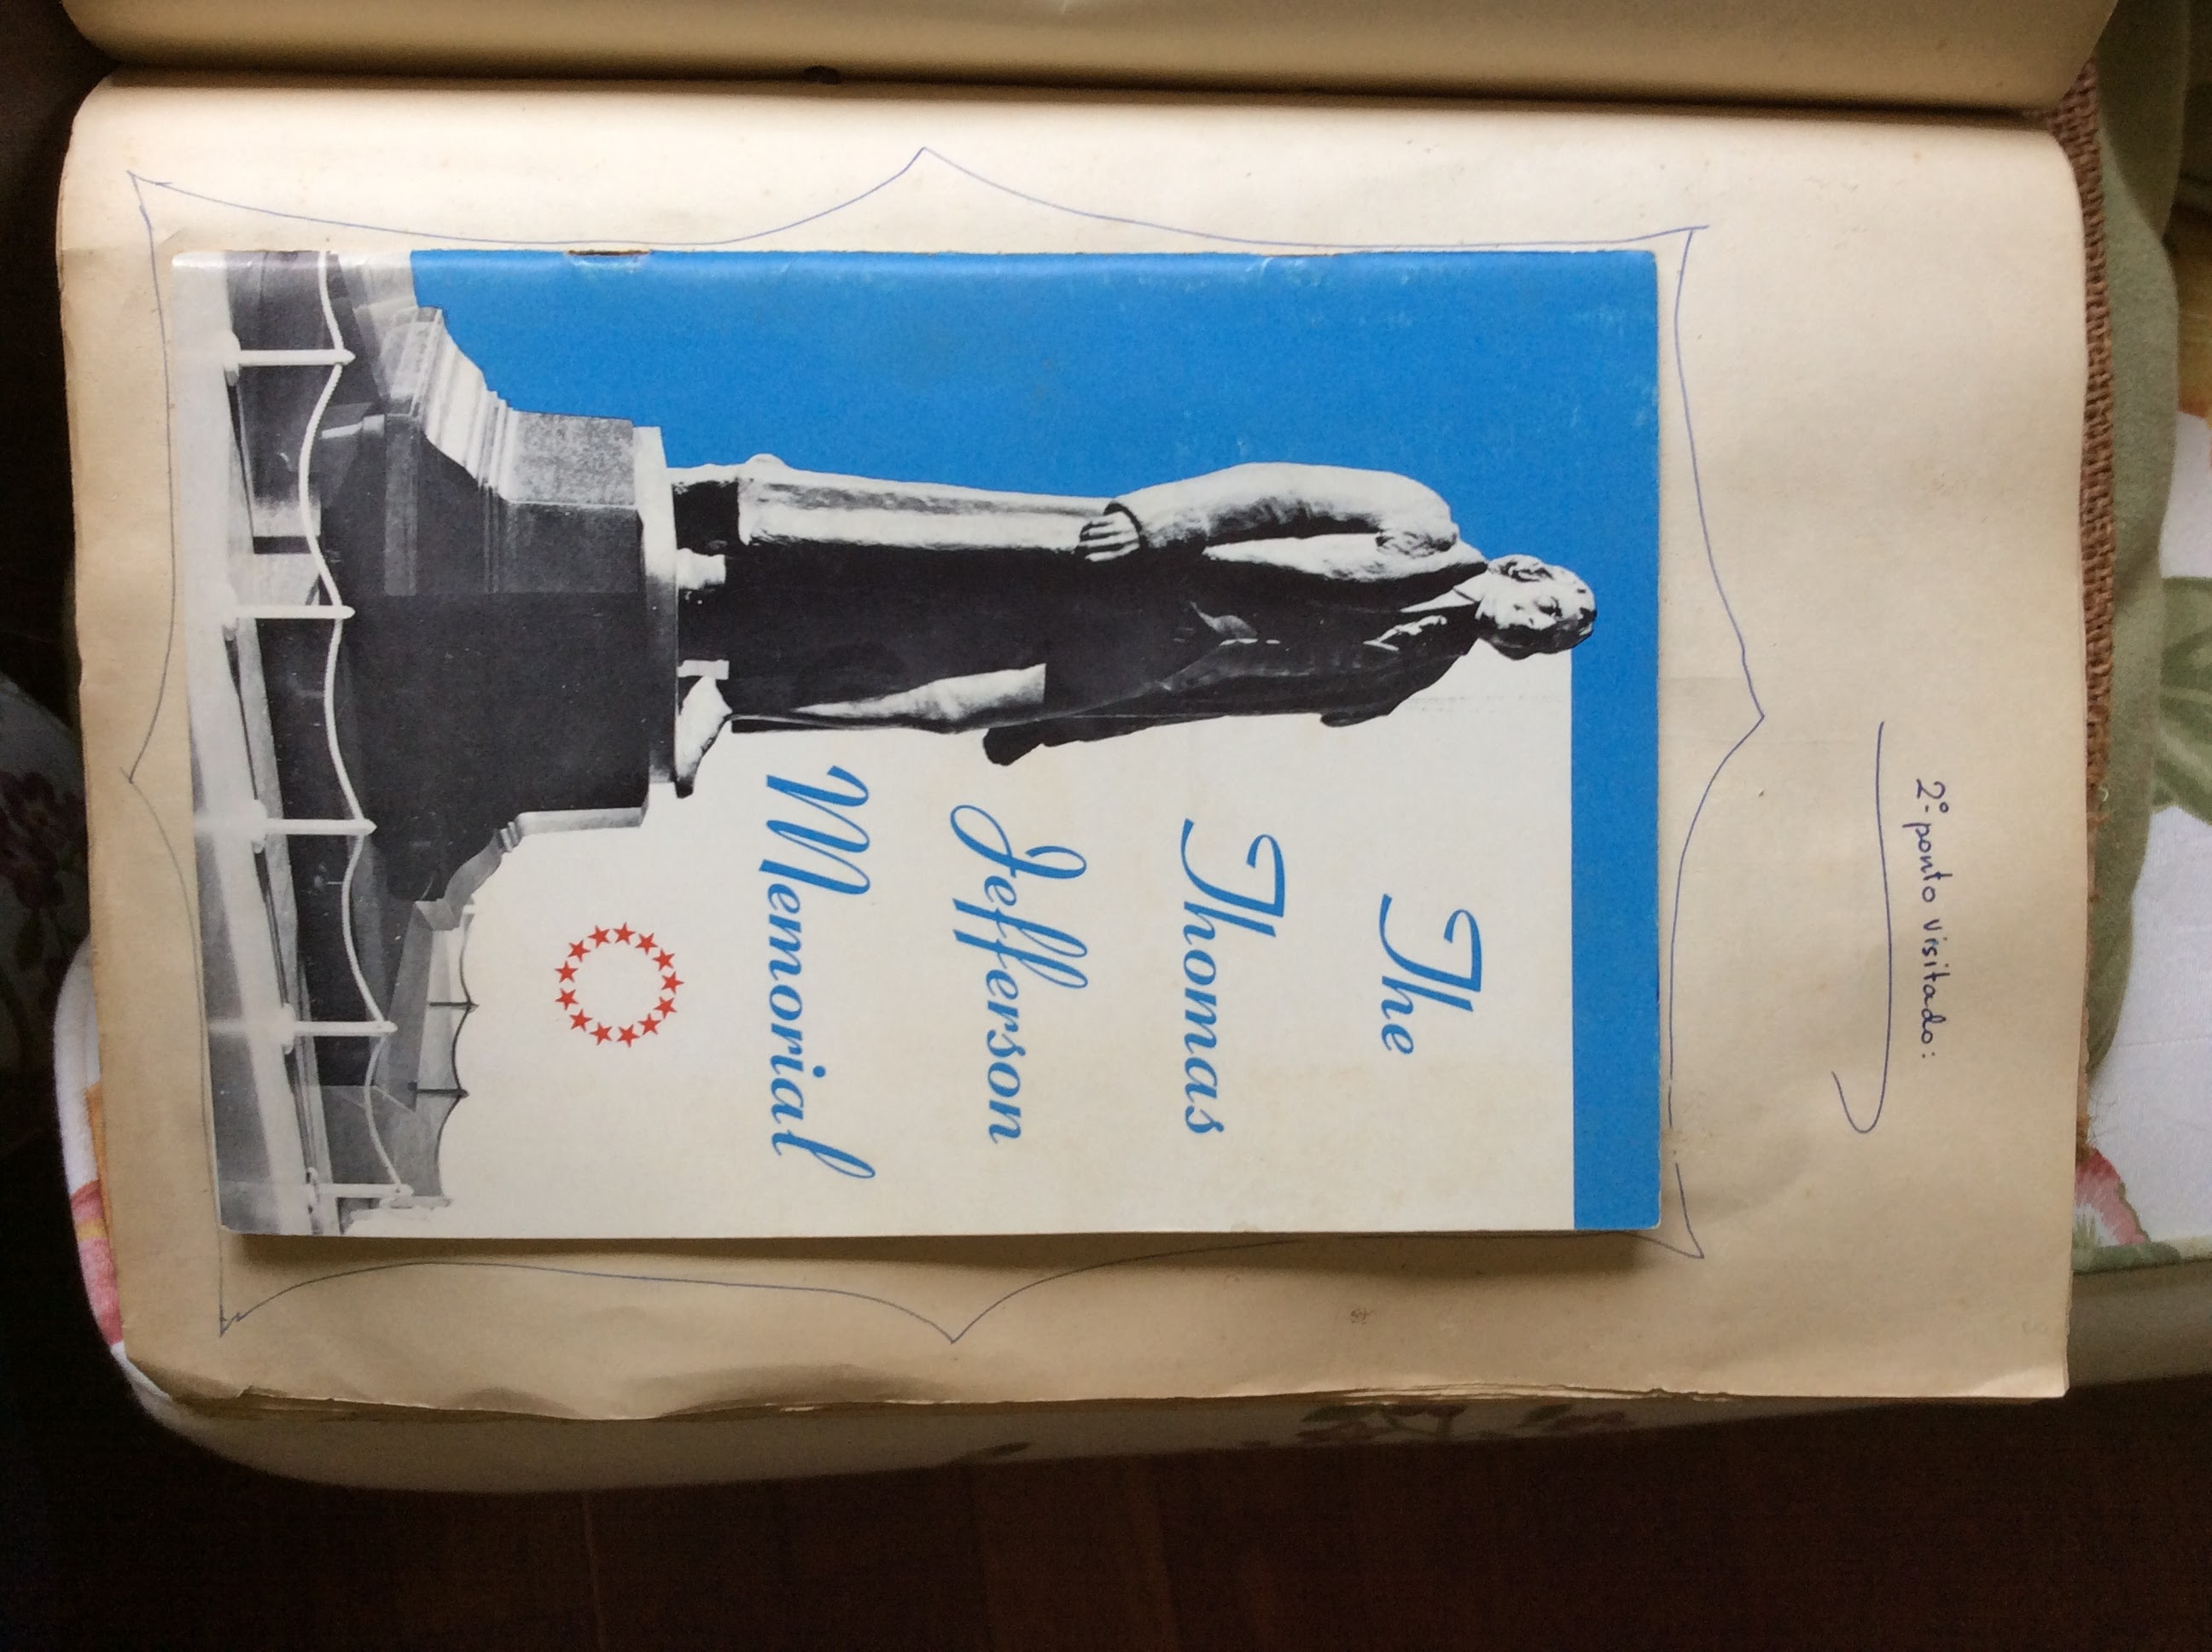 2º ponto visitado:
The
Thomas
Jefferson
Memorial